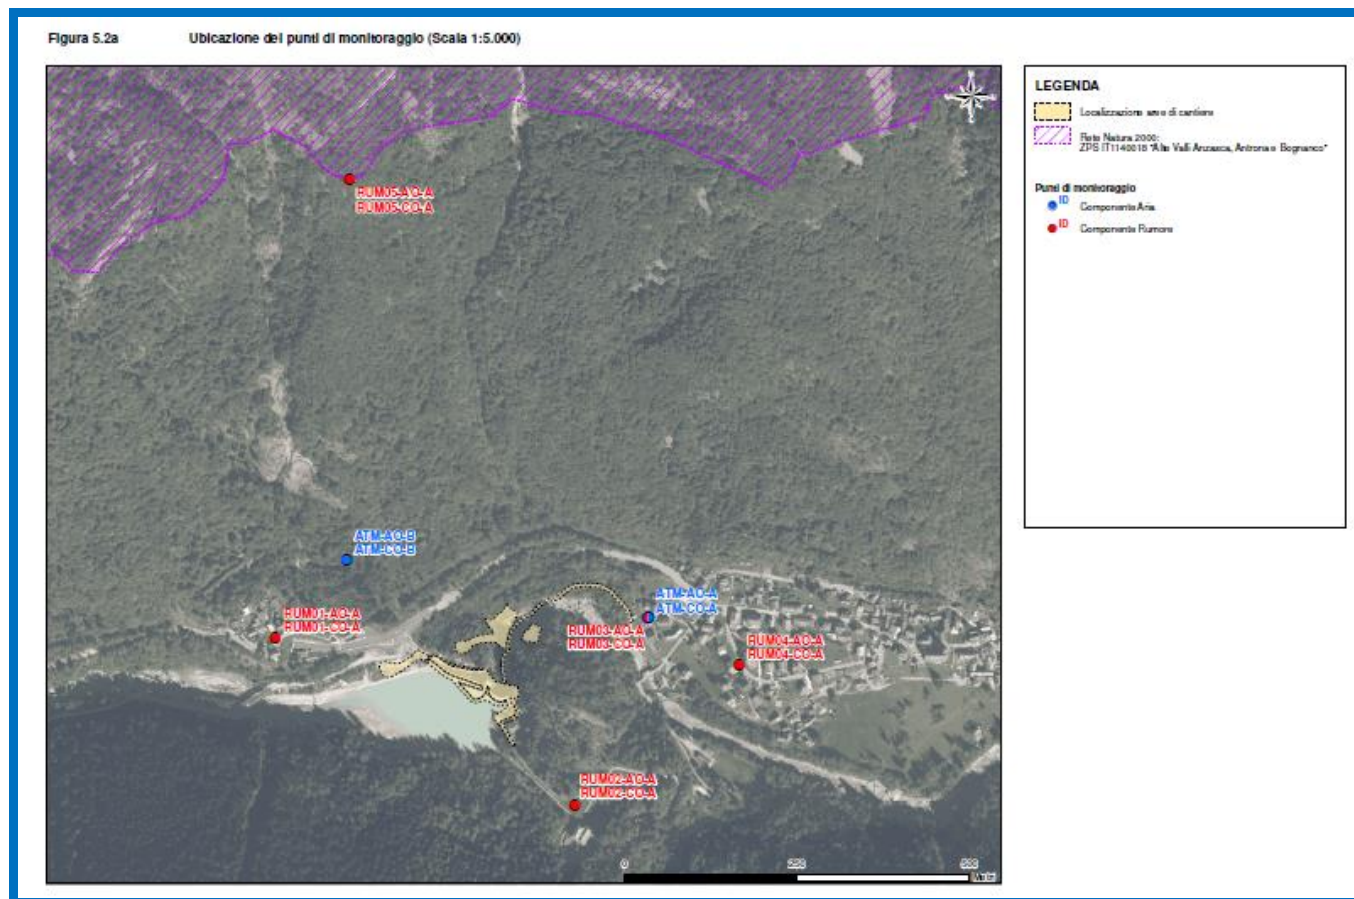 Figura 5.2a Ubicazione dei punti di monitoraggio (Scala 1:5.000)
LEGENDA
Localizzazione aree di cantiere
Rete Natura 2000:
ZPS IT1140018 "Alte Valli Anzasca, Antrona e Bognanco"
Punti di monitoraggio
ID Componente Aria
ID Componente Rumore
RUM05-AO-A
RUM05-CO-A
ATM-AO-B
ATM-CO-B
ATM-AO-A
ATM-CO-A
RUM01-AO-A
RUM01-CO-A
RUM03-AO-A
RUM03-CO-A
RUM04-AO-A
RUM04-CO-A
RUM02-AO-A
RUM02-CO-A
0 250 500
Metri